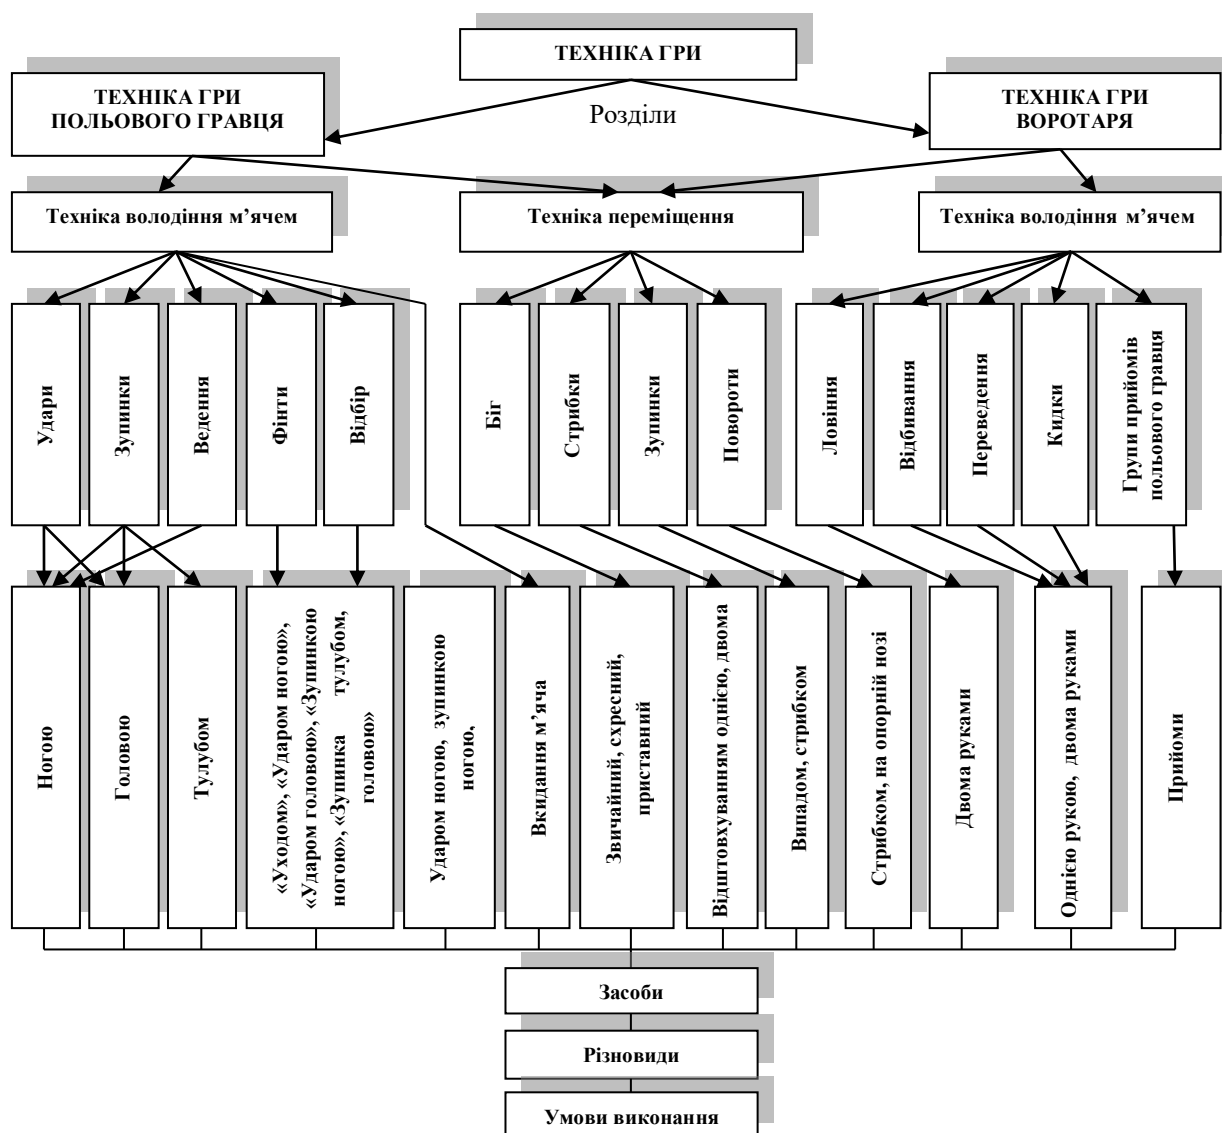 ТЕХНІКА ГРИ
ТЕХНІКА ГРИ
ПОЛЬОВОГО ГРАВЦЯ
Розділи
ТЕХНІКА ГРИ
ВОРОТАРЯ
Техніка володіння м’ячем
Техніка переміщення
Техніка володіння м’ячем
Удари
Зупинки
Ведення
Фінти
Відбір
Біг
Стрибки
Зупинки
Повороти
Ловіння
Відбивання
Переведення
Кидки
Групи прийомів
польового гравця
Ногою
Головою
Тулубом
«Уходом», «Ударом ногою»,
«Ударом головою», «Зупинкою
ногою», «Зупинка тулубом,
головою»
Ударом ногою, зупинкою
ногою,
Вкидання м’яча
Звичайний, схресний,
приставний
Відштовхуванням однією, двома
Випадом, стрибком
Стрибком, на опорній нозі
Двома руками
Однією рукою, двома руками
Прийоми
Засоби
Різновиди
Умови виконання